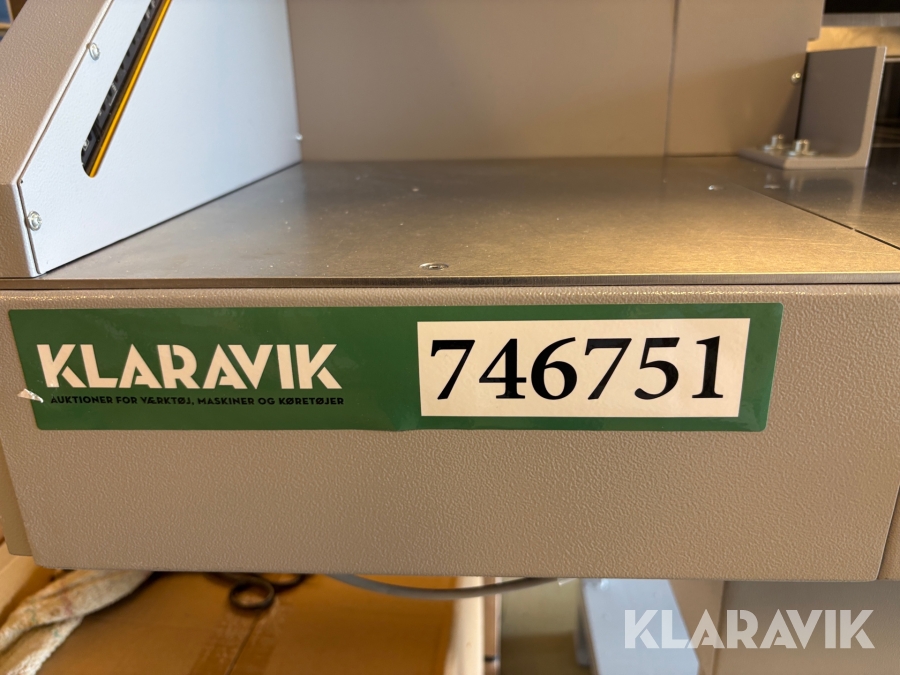 KLARAVIK
AUKTIONER FOR VÆRKTØJ, MASKINER OG KØRETØJER
746751
KLARAVIK